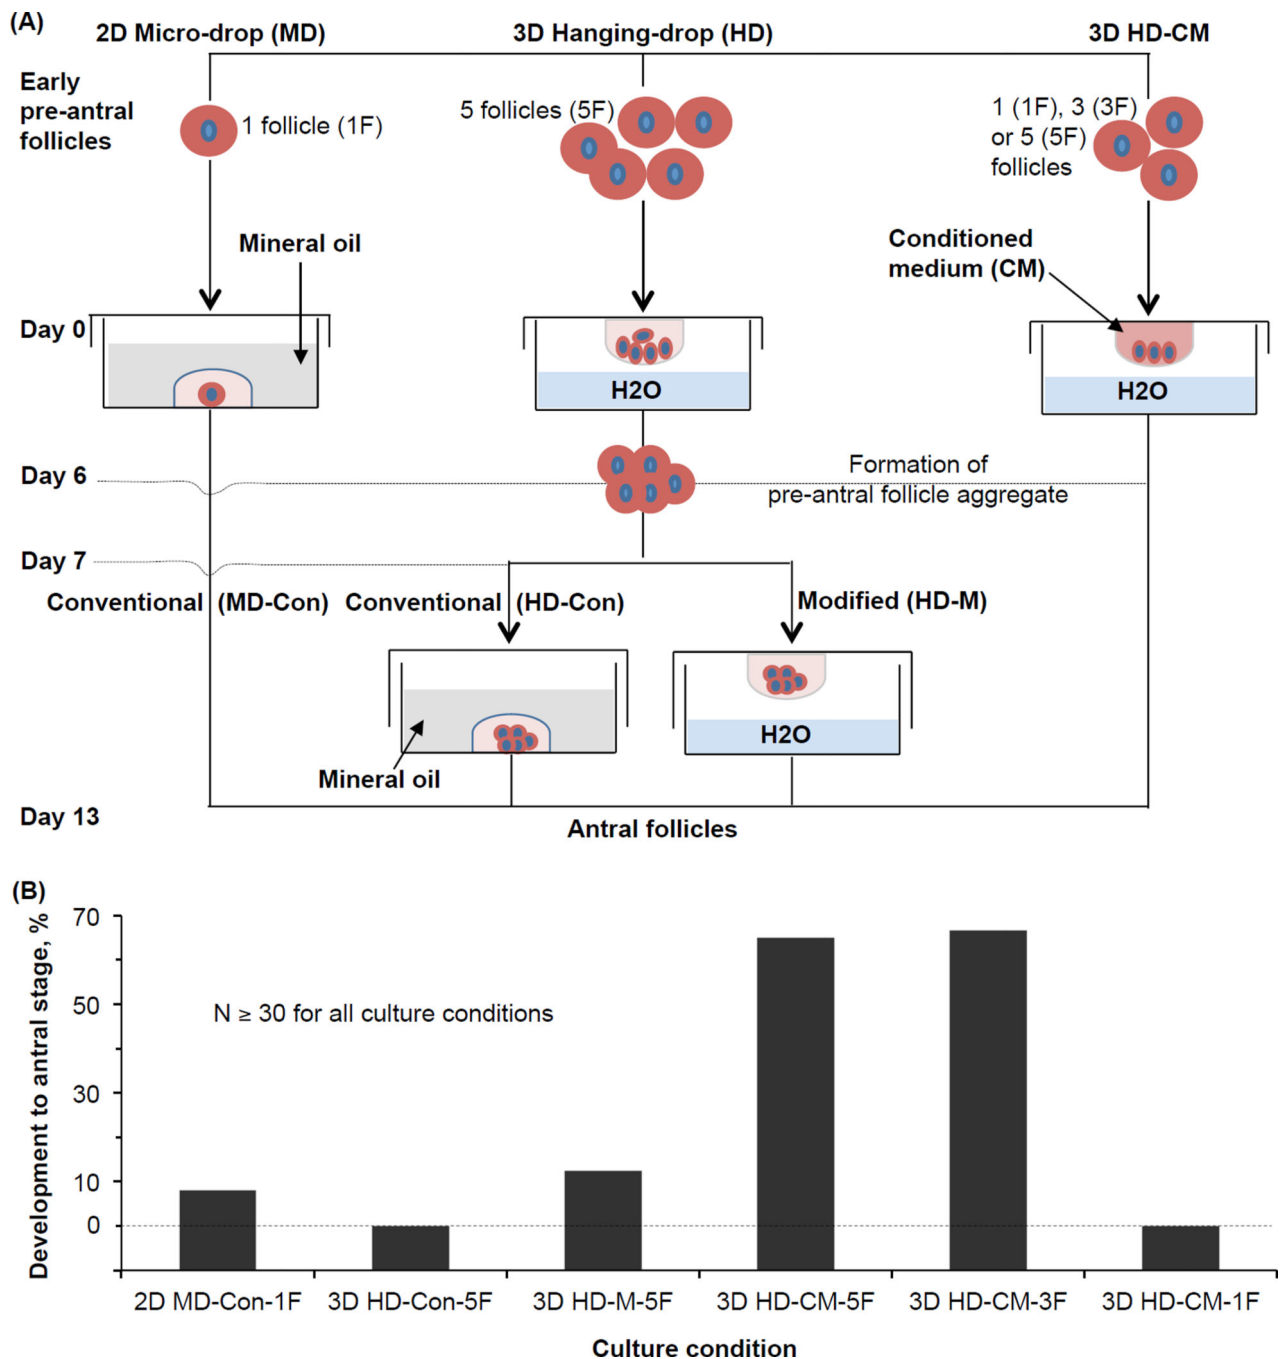 (A)
2D Micro-drop (MD)
3D Hanging-drop (HD)
3D HD-CM
Early
pre-antral
follicles
1 follicle (1F)
5 follicles (5F)
1 (1F), 3 (3F)
or 5 (5F)
follicles
Mineral oil
Conditioned
medium (CM)
Day 0
H2O
H2O
Day 6
Formation of
pre-antral follicle aggregate
Day 7
Conventional (MD-Con)
Conventional (HD-Con)
Modified (HD-M)
H2O
Mineral oil
Day 13
Antral follicles
(B)
Development to antral stage, %
70
50
30
10
0
N ≥ 30 for all culture conditions
2D MD-Con-1F
3D HD-Con-5F
3D HD-M-5F
3D HD-CM-5F
3D HD-CM-3F
3D HD-CM-1F
Culture condition